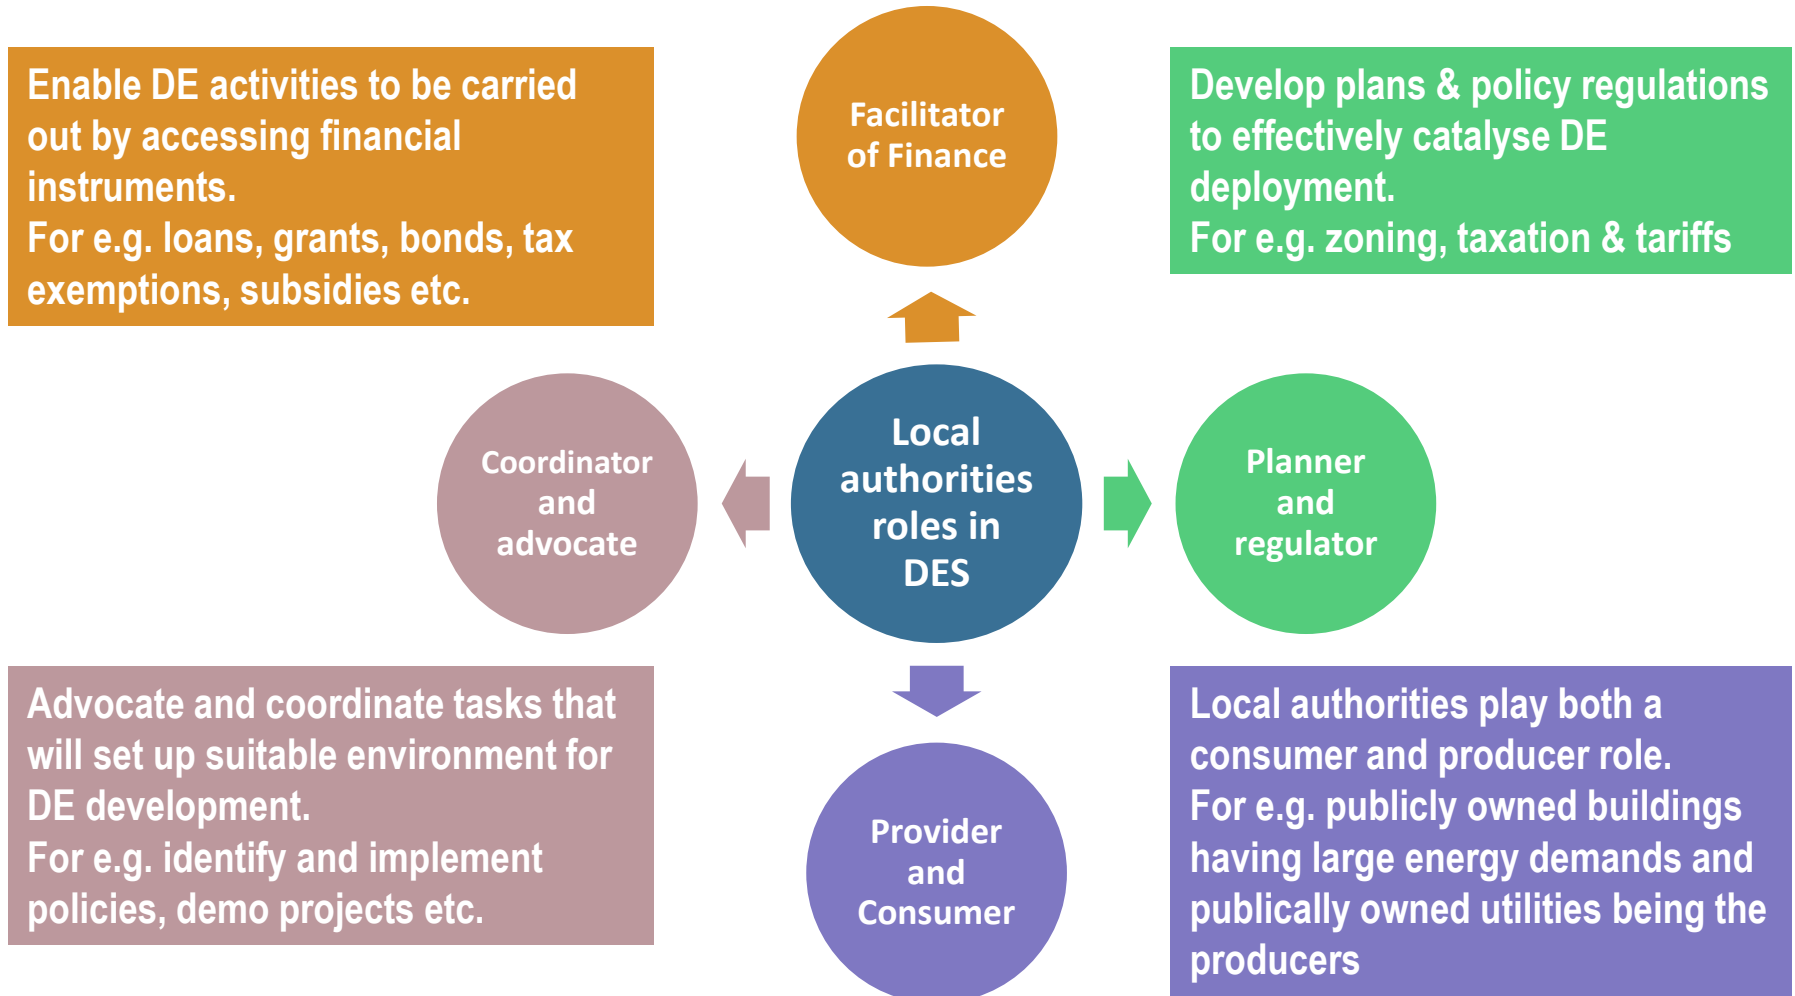 Enable DE activities to be carried
out by accessing financial
instruments.
For e.g. loans, grants, bonds, tax
exemptions, subsidies etc.
Facilitator
of Finance
Develop plans & policy regulations
to effectively catalyse DE
deployment.
For e.g. zoning, taxation & tariffs
Coordinator
and
advocate
Local
authorities
roles in
DES
Planner
and
regulator
Advocate and coordinate tasks that
will set up suitable environment for
DE development.
For e.g. identify and implement
policies, demo projects etc.
Provider
and
Consumer
Local authorities play both a
consumer and producer role.
For e.g. publicly owned buildings
having large energy demands and
publically owned utilities being the
producers